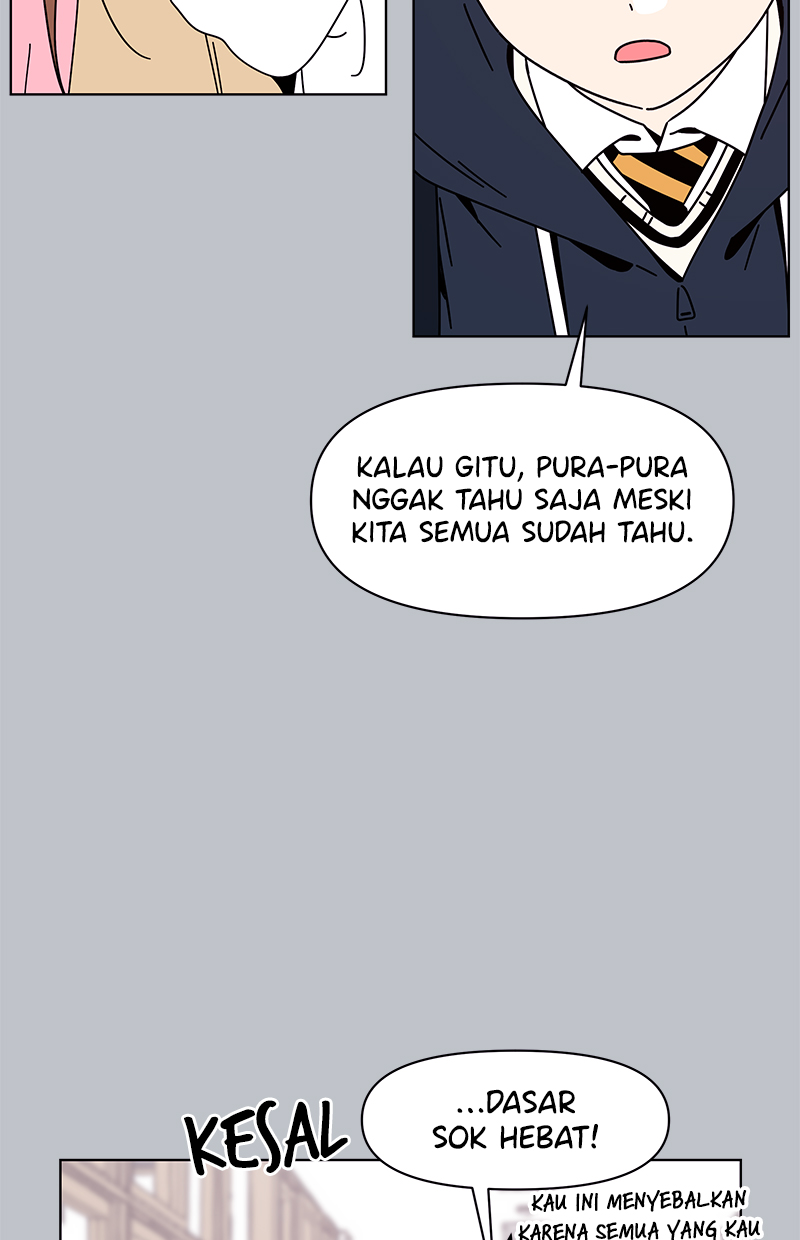 KALAU GITU, PURA-PURA
NGGAK TAHU SAJA MESKI
KITA SEMUA SUDAH TAHU.
...DASAR
SOK HEBAT!
KESAL
KAU INI MENYEBALKAN
KARENA SEMUA YANG KAU